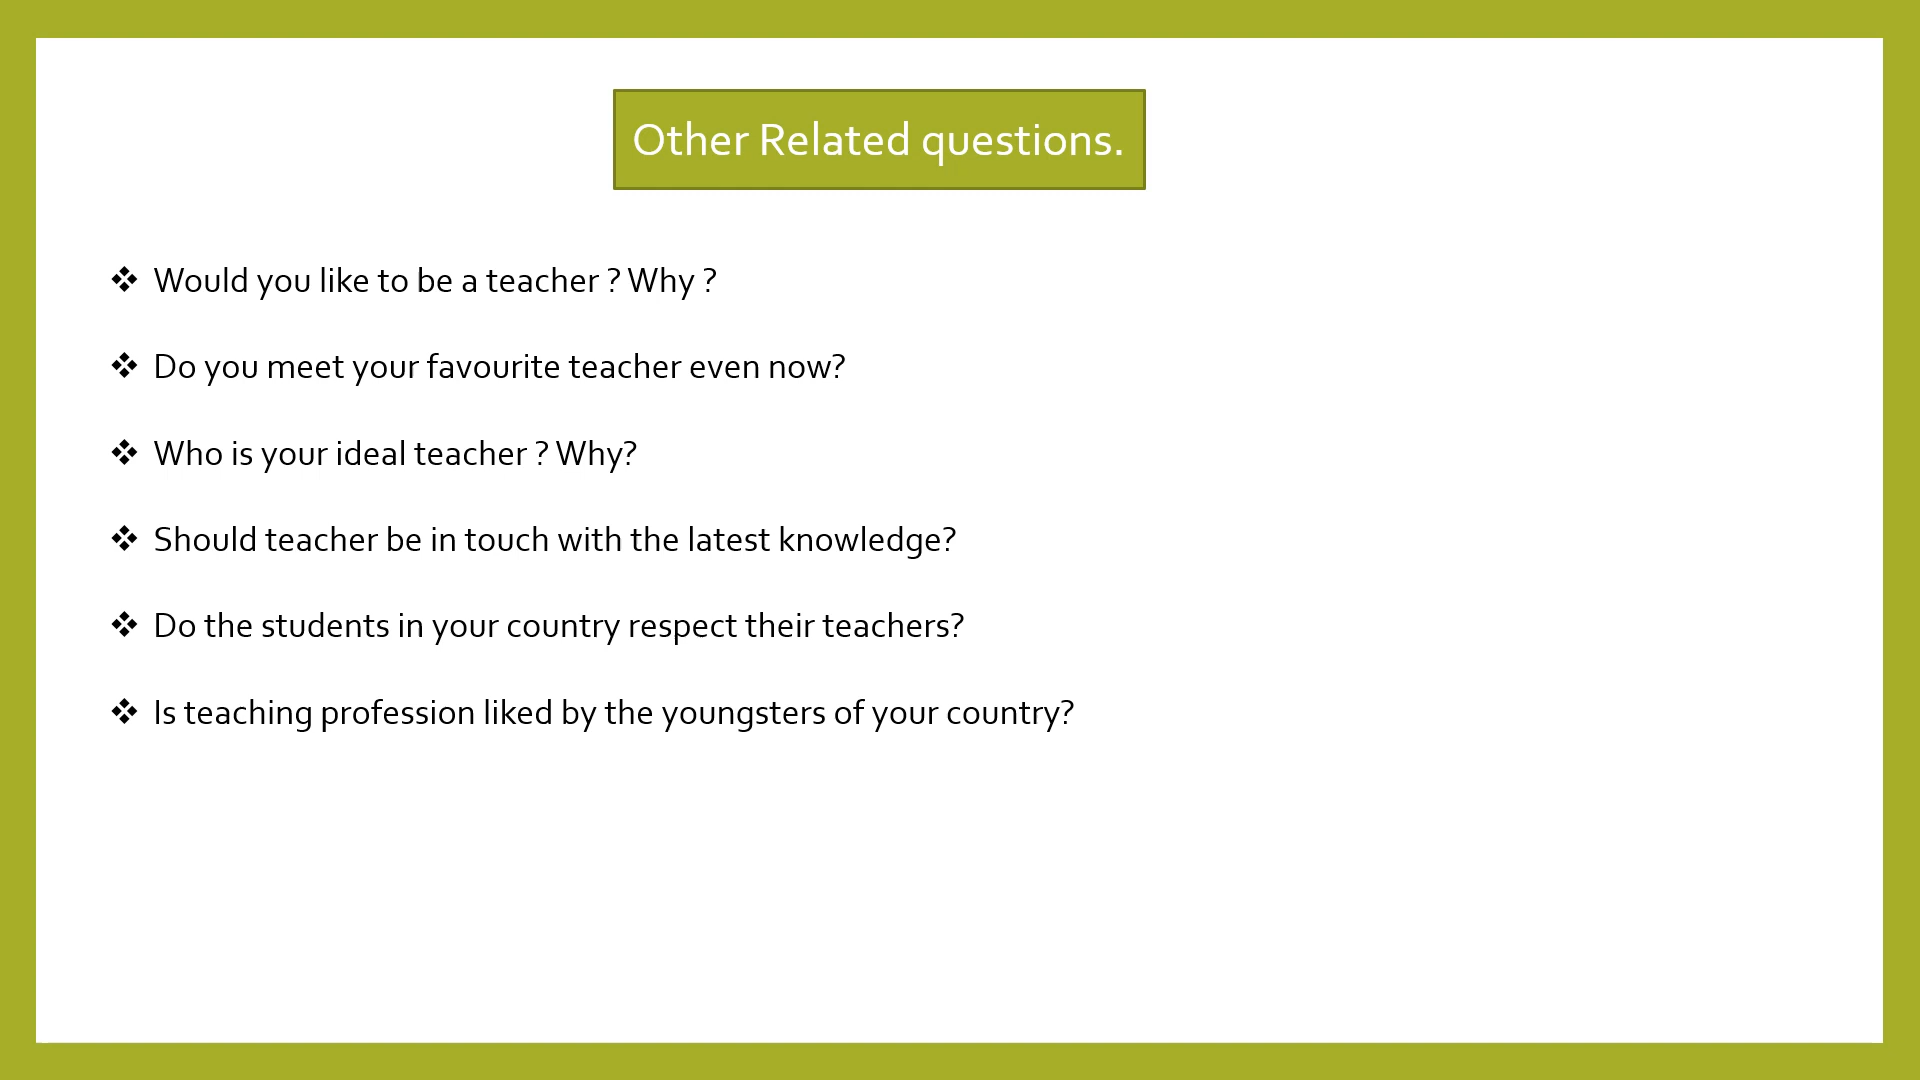 Other Related questions.
❖ Would you like to be a teacher ? Why ?
❖ Do you meet your favourite teacher even now?
❖ Who is your ideal teacher ? Why?
❖ Should teacher be in touch with the latest knowledge?
❖ Do the students in your country respect their teachers?
❖ Is teaching profession liked by the youngsters of your country?